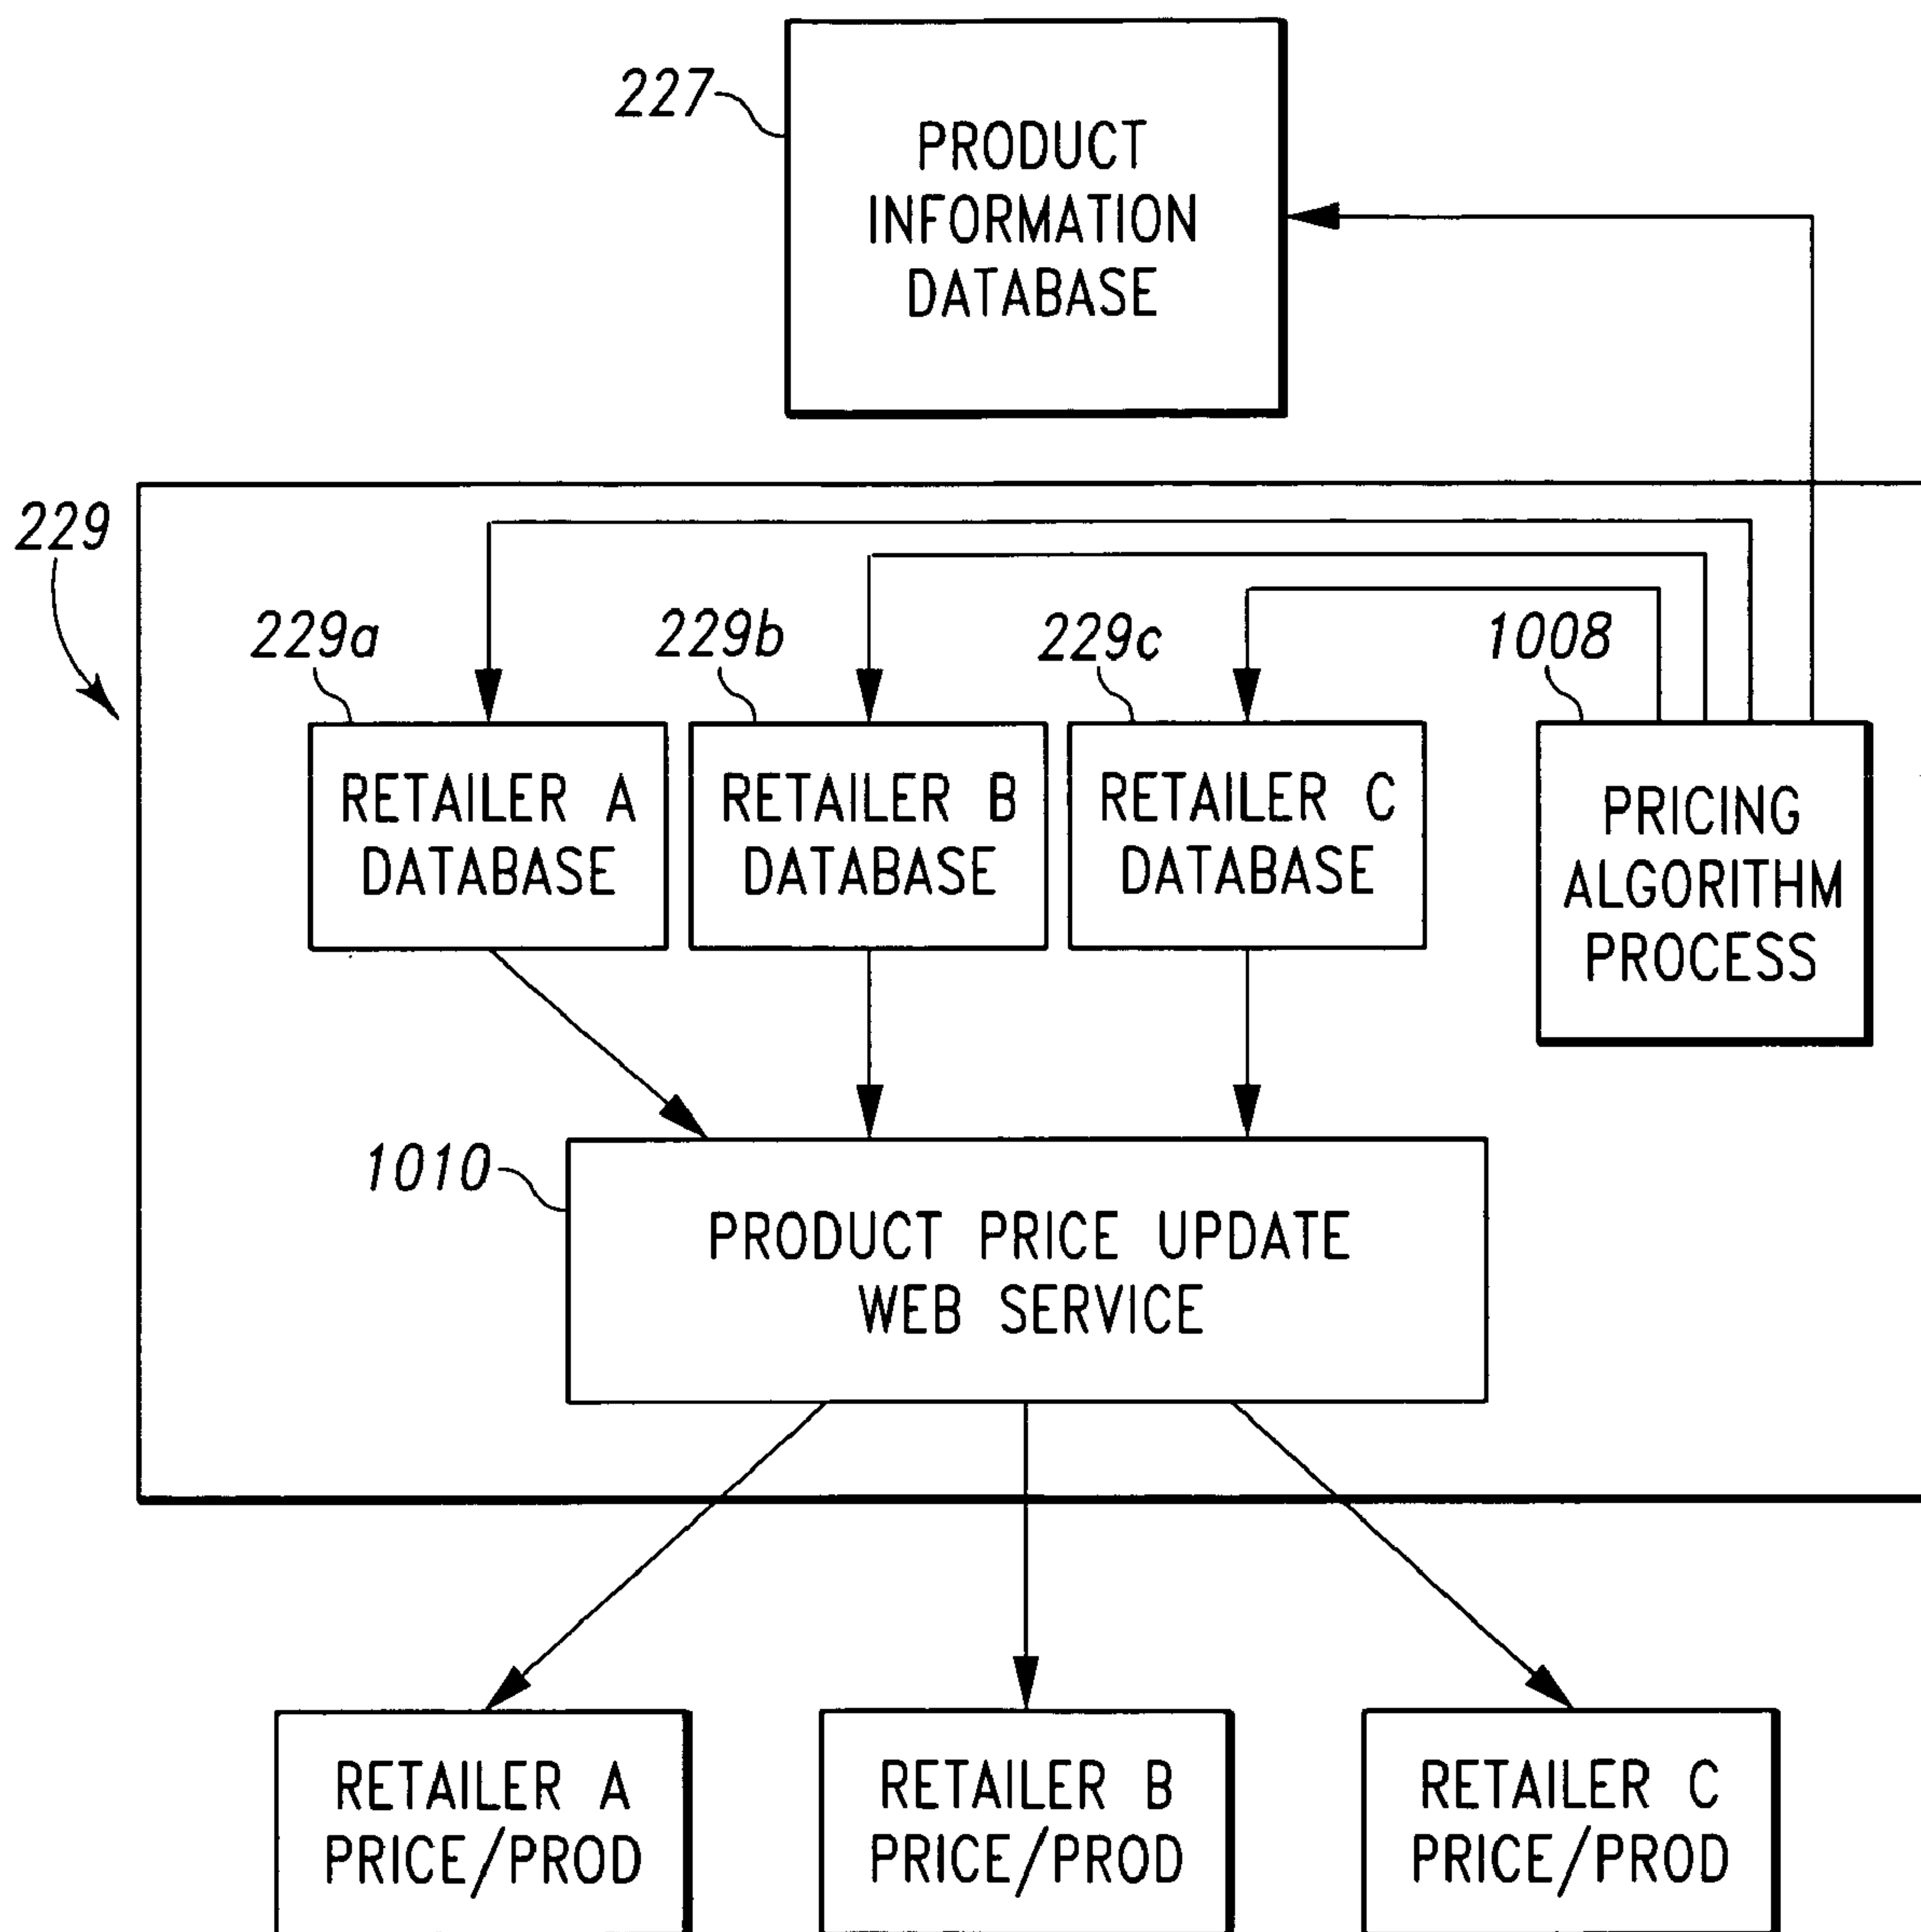 227
PRODUCT
INFORMATION
DATABASE
229
229a
229b
229c
1008
RETAILER A
DATABASE
RETAILER B
DATABASE
RETAILER C
DATABASE
PRICING
ALGORITHM
PROCESS
1010
PRODUCT PRICE UPDATE
WEB SERVICE
RETAILER A
PRICE/PROD
RETAILER B
PRICE/PROD
RETAILER C
PRICE/PROD